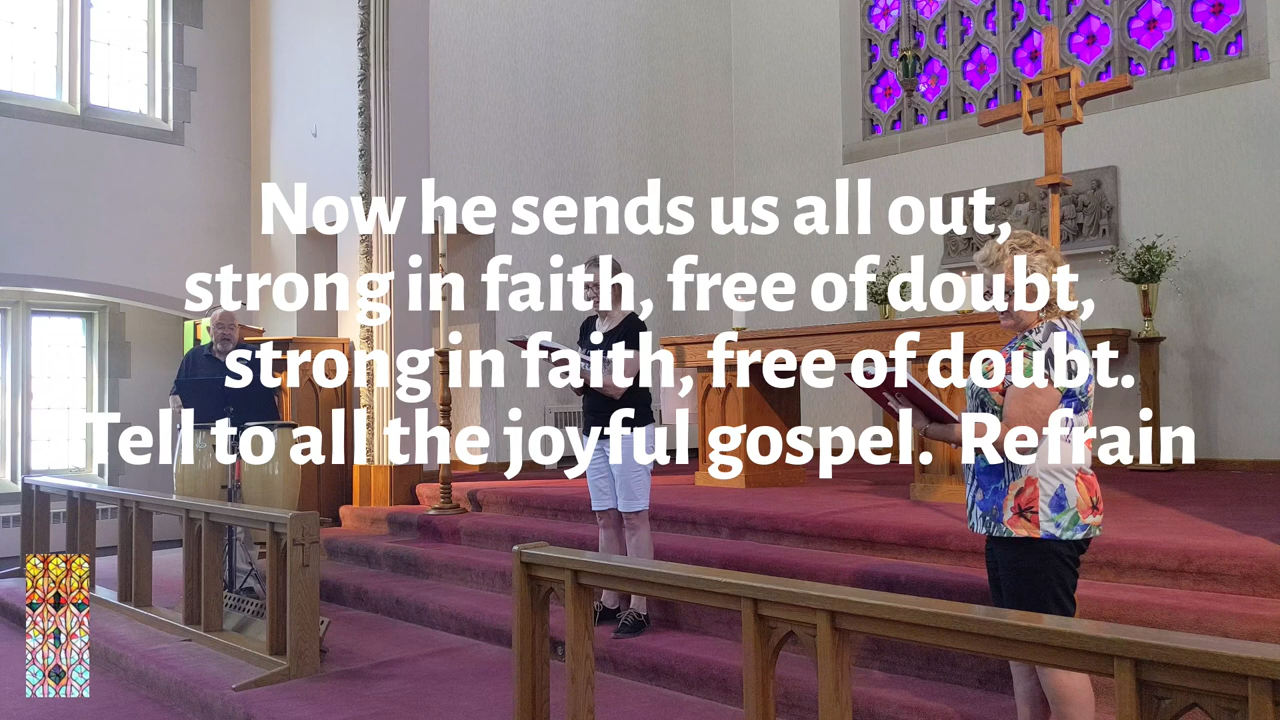 Now he sends us all out,
strong in faith, free of doubt,
strong in faith, free of doubt.
Tell to all the joyful gospel. Refrain